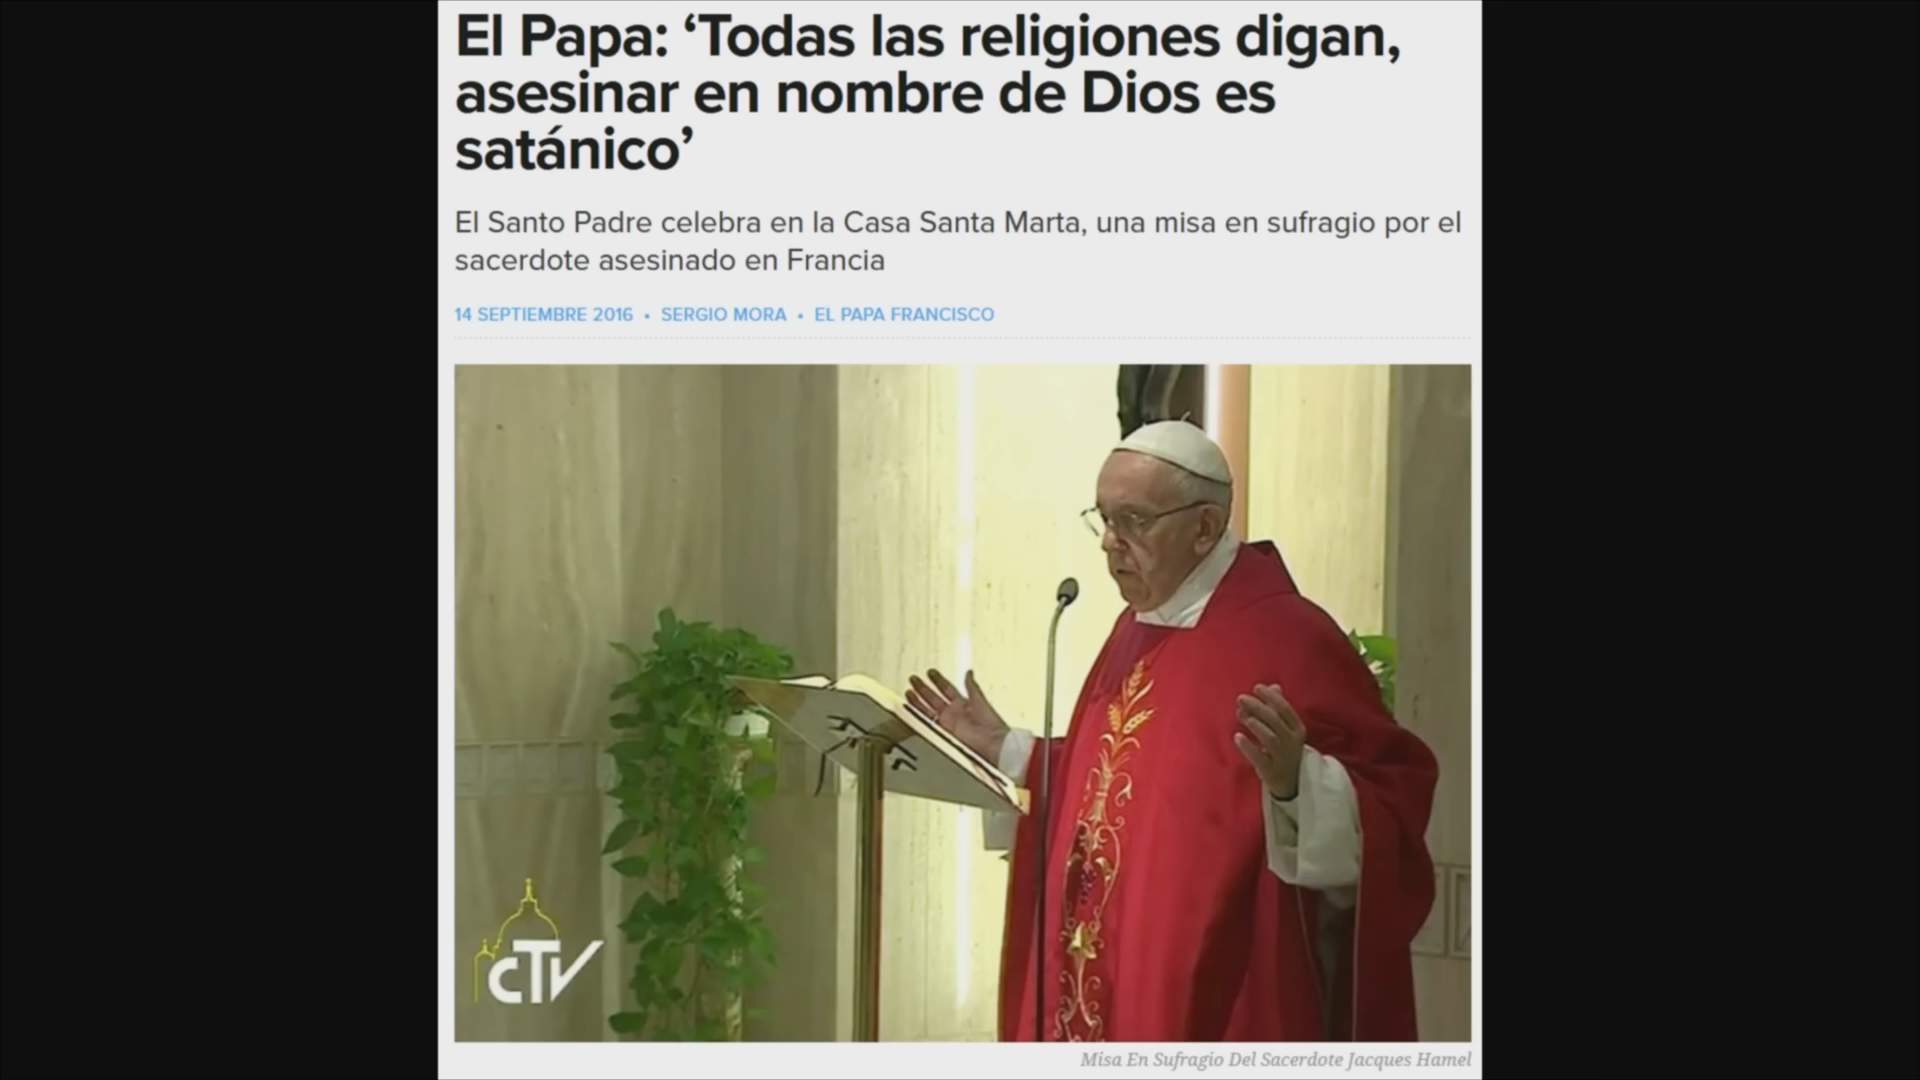 El Papa: ‘Todas las religiones digan,
asesinar en nombre de Dios es
satánico’
El Santo Padre celebra en la Casa Santa Marta, una misa en sufragio por el
sacerdote asesinado en Francia
14 SEPTIEMBRE 2016 • SERGIO MORA • EL PAPA FRANCISCO
CTV
Misa En Sufragio Del Sacerdote Jacques Hamel